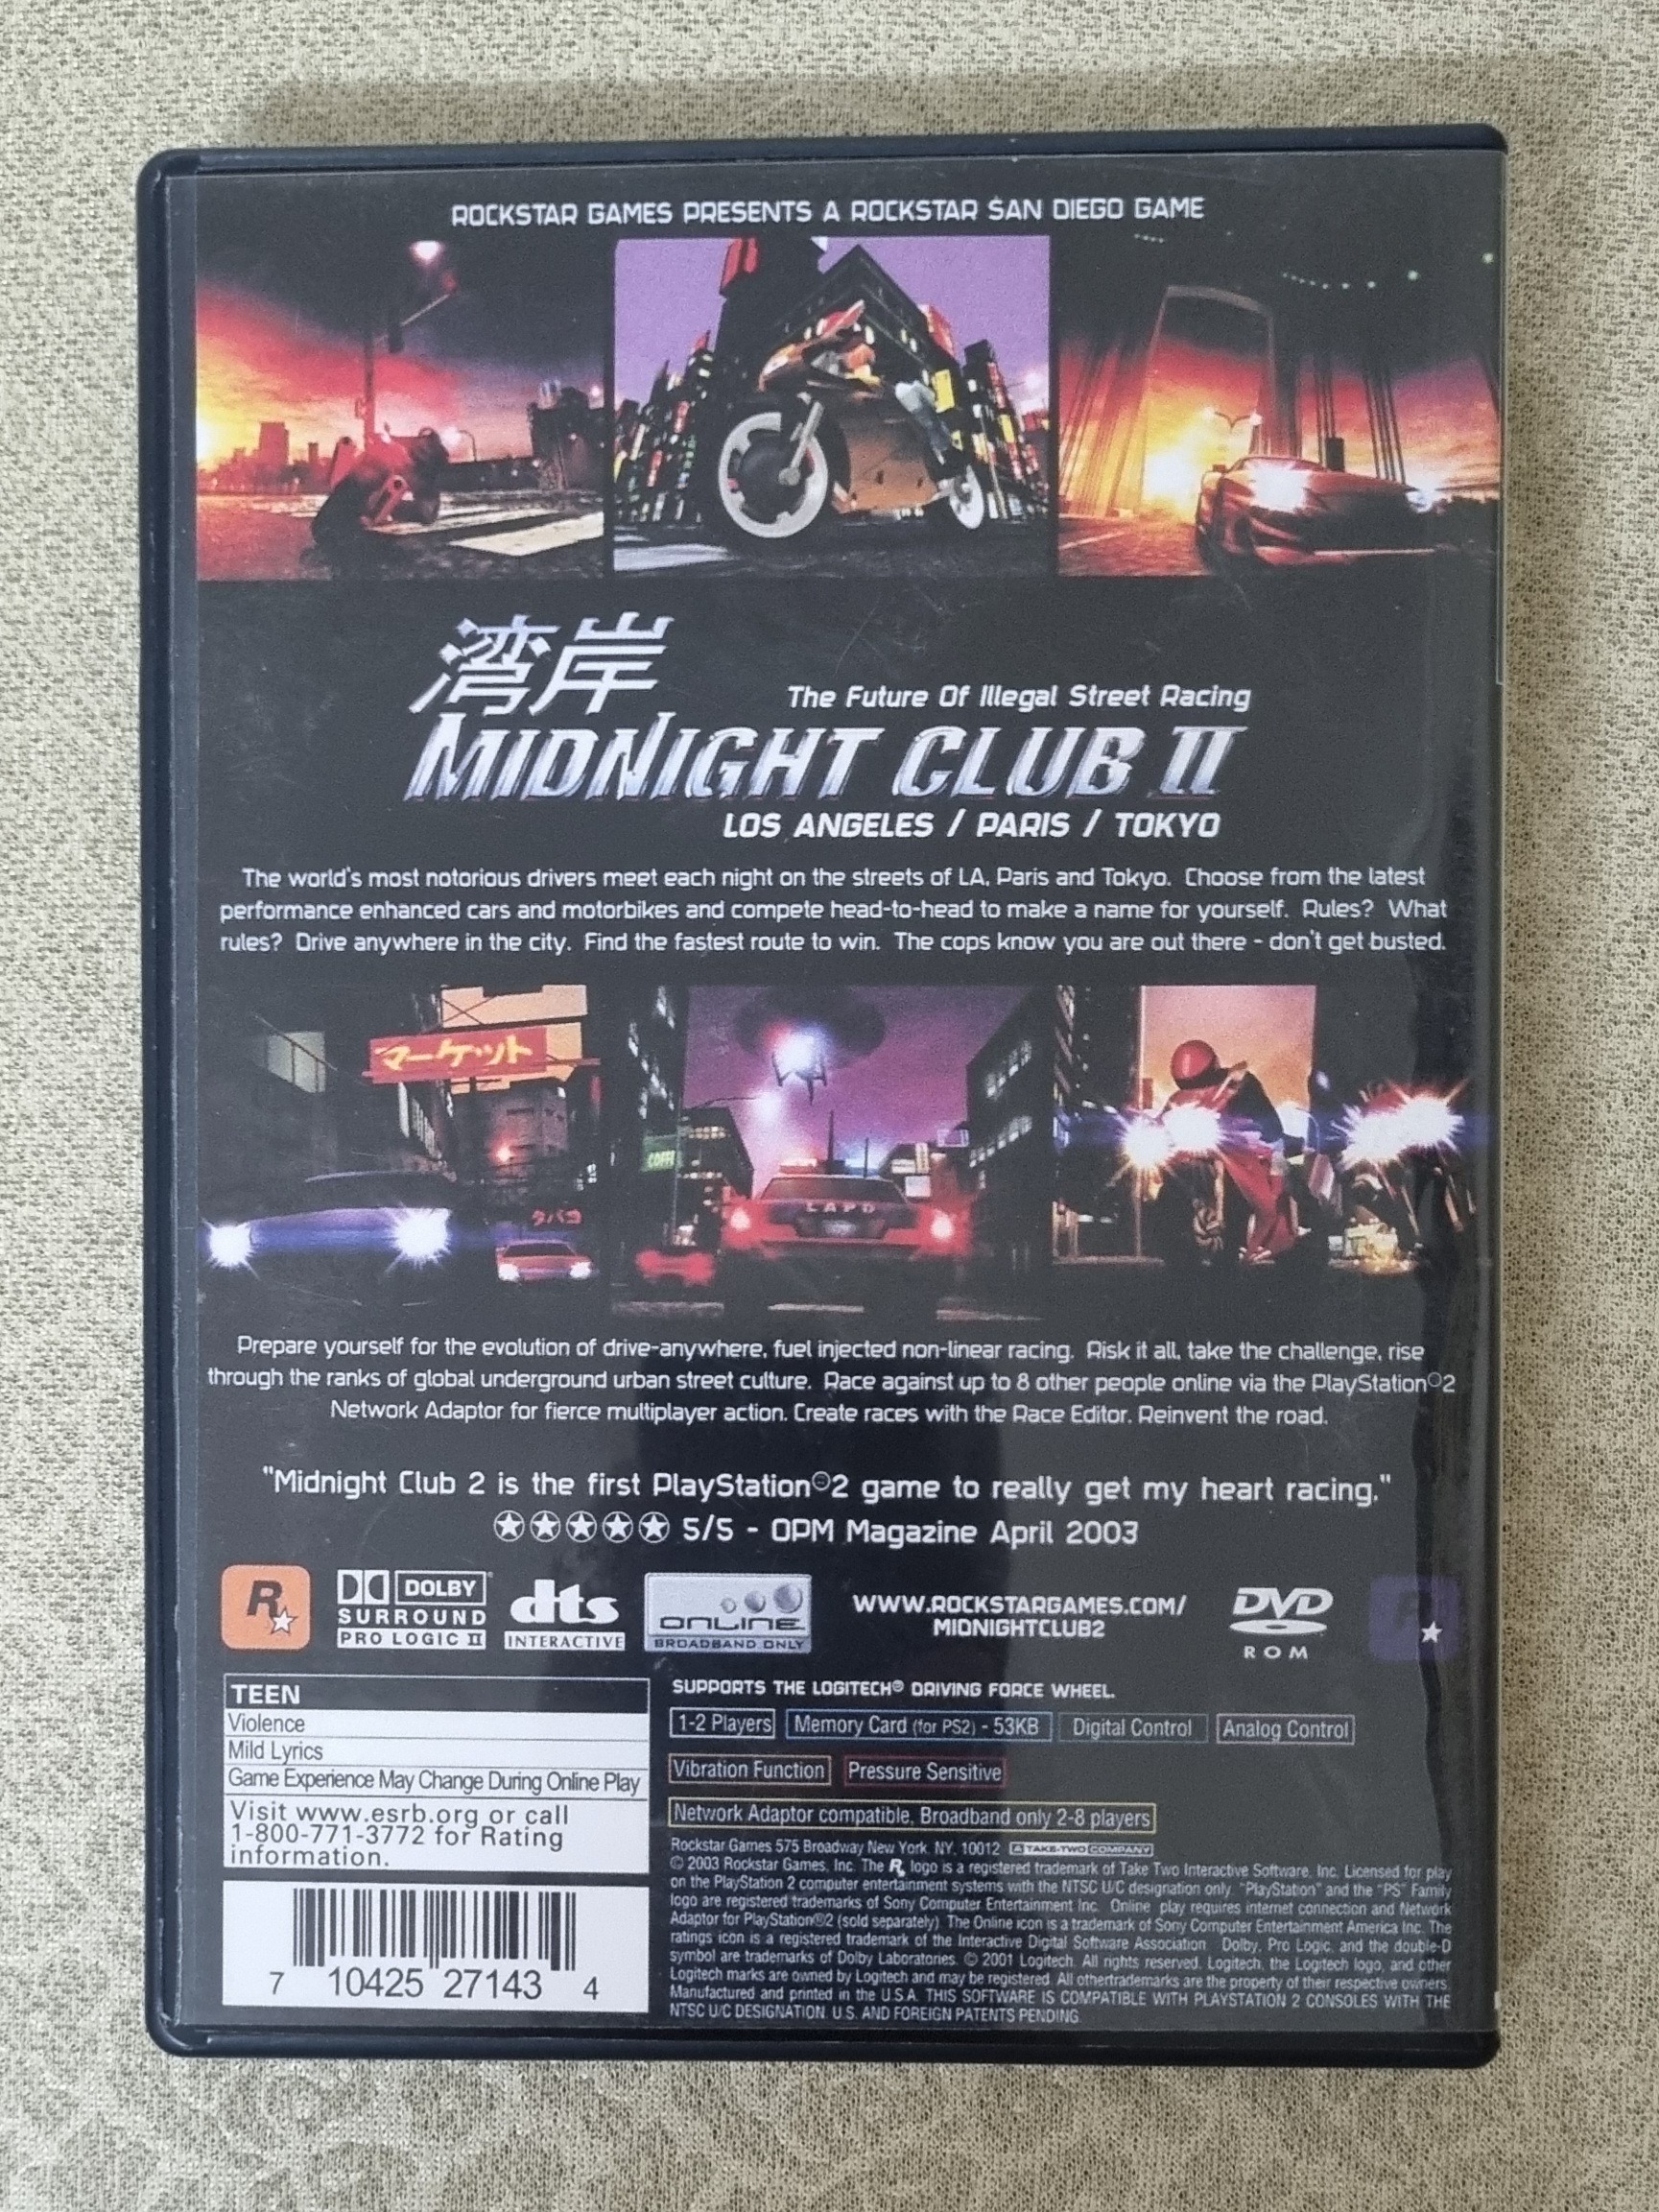 ROCKSTAR GAMES PRESENTS A ROCKSTAR SAN DIEGO GAME
湾岸
The Future Of Illegal Street Racing
MIDNIGHT CLUB II
LOS ANGELES / PARIS / TOKYO
The world's most notorious drivers meet each night on the streets of LA, Paris and Tokyo. Choose from the latest
performance enhanced cars and motorbikes and compete head-to-head to make a name for yourself. Rules? What
rules? Drive anywhere in the city. Find the fastest route to win. The cops know you are out there - don't get busted.
マーケット
COFFE
タバコ
LAPD
Prepare yourself for the evolution of drive-anywhere, fuel injected non-linear racing. Risk it all, take the challenge, rise
through the ranks of global underground urban street culture. Race against up to 8 other people online via the PlayStation®2
Network Adaptor for fierce multiplayer action. Create races with the Race Editor. Reinvent the road.
"Midnight Club 2 is the first PlayStation®2 game to really get my heart racing."
★★★★★ 5/5 - OPM Magazine April 2003
R★
DOLBY
SURROUND
PRO LOGIC II
dts
INTERACTIVE
ONLINE
BROADBAND ONLY
WWW.ROCKSTARGAMES.COM/
MIDNIGHTCLUB2
DVD
ROM
R★
TEEN
Violence
Mild Lyrics
Game Experience May Change During Online Play
Visit www.esrb.org or call
1-800-771-3772 for Rating
information.
7 10425 27143 4
SUPPORTS THE LOGITECH® DRIVING FORCE WHEEL.
1-2 Players Memory Card (for PS2) - 53KB Digital Control Analog Control
Vibration Function Pressure Sensitive
Network Adaptor compatible, Broadband only 2-8 players
Rockstar Games 575 Broadway New York, NY, 10012 A TAKE-TWO COMPANY
© 2003 Rockstar Games, Inc. The R★ logo is a registered trademark of Take Two Interactive Software, Inc. Licensed for play
on the PlayStation 2 computer entertainment systems with the NTSC U/C designation only. "PlayStation" and the "PS" Family
logo are registered trademarks of Sony Computer Entertainment Inc. Online play requires internet connection and Network
Adaptor for PlayStation®2 (sold separately). The Online icon is a trademark of Sony Computer Entertainment America Inc. The
ratings icon is a registered trademark of the Interactive Digital Software Association. Dolby, Pro Logic, and the double-D
symbol are trademarks of Dolby Laboratories. © 2001 Logitech. All rights reserved. Logitech, the Logitech logo, and other
Logitech marks are owned by Logitech and may be registered. All othertrademarks are the property of their respective owners.
Manufactured and printed in the U.S.A. THIS SOFTWARE IS COMPATIBLE WITH PLAYSTATION 2 CONSOLES WITH THE
NTSC U/C DESIGNATION. U.S. AND FOREIGN PATENTS PENDING.